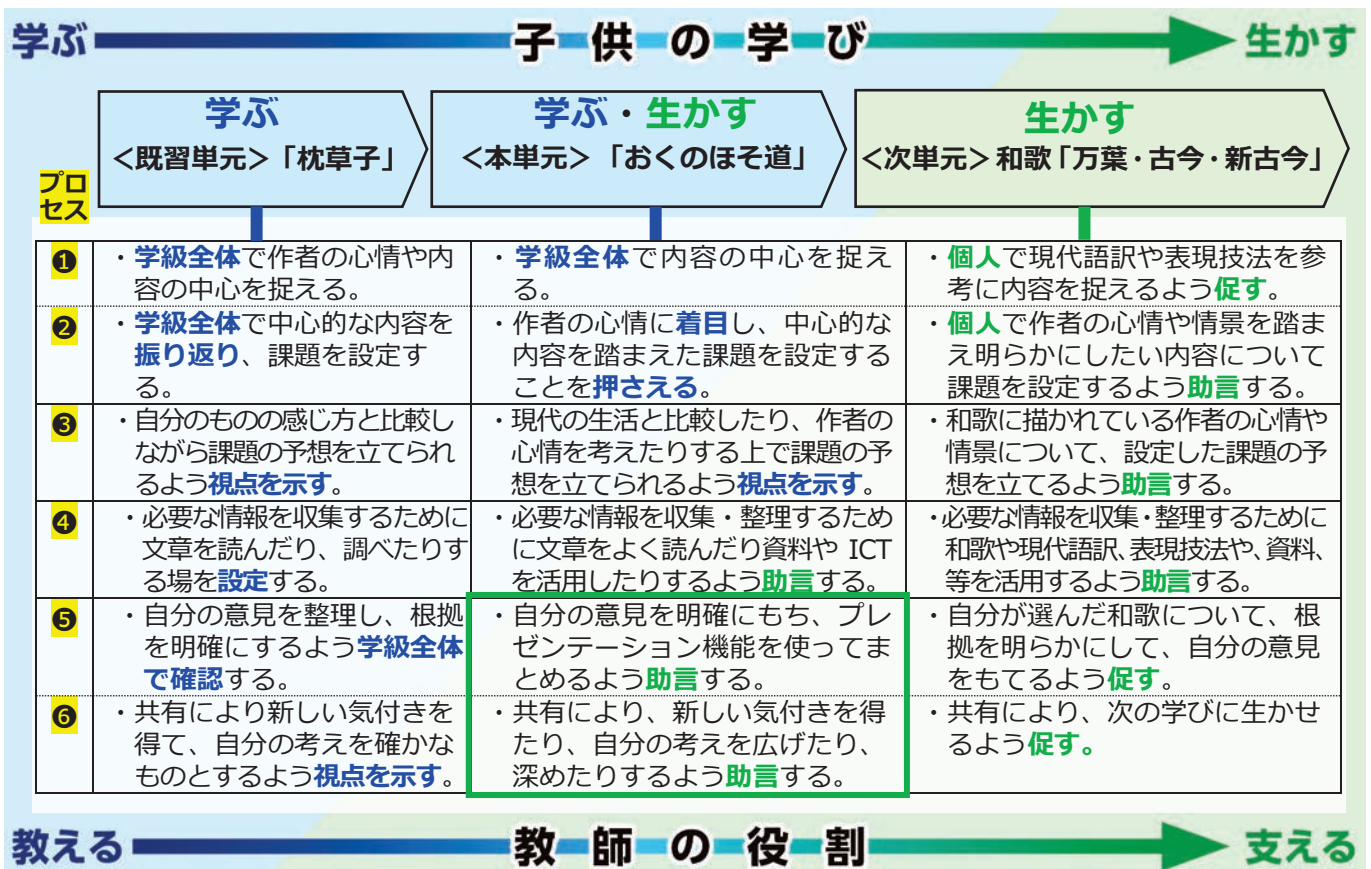 学ぶ 子供の学び 生かす
学ぶ
<既習単元>「枕草子」
学ぶ・生かす
<本単元>「おくのほそ道」
生かす
<次単元>和歌「万葉・古今・新古今」
プロ
セス
❶
・学級全体で作者の心情や内
容の中心を捉える。
・学級全体で内容の中心を捉え
る。
・個人で現代語訳や表現技法を参
考に内容を捉えるよう促す。
❷
・学級全体で中心的な内容を
振り返り、課題を設定す
る。
・作者の心情に着目し、中心的な
内容を踏まえた課題を設定する
ことを押さえる。
・個人で作者の心情や情景を踏ま
え明らかにしたい内容について
課題を設定するよう助言する。
❸
・自分のものの感じ方と比較し
ながら課題の予想を立てられ
るよう視点を示す。
・現代の生活と比較したり、作者の
心情を考えたりする上で課題の予
想を立てられるよう視点を示す。
・和歌に描かれている作者の心情や
情景について、設定した課題の予
想を立てるよう助言する。
❹
・必要な情報を収集するために
文章を読んだり、調べたりす
る場を設定する。
・必要な情報を収集・整理するため
に文章をよく読んだり資料や ICT
を活用したりするよう助言する。
・必要な情報を収集・整理するために
和歌や現代語訳、表現技法や、資料、
等を活用するよう助言する。
❺
・自分の意見を整理し、根拠
を明確にするよう学級全体
で確認する。
・自分の意見を明確にもち、プレ
ゼンテーション機能を使ってま
とめるよう助言する。
・自分が選んだ和歌について、根
拠を明らかにして、自分の意見
をもてるよう促す。
❻
・共有により新しい気付きを
得て、自分の考えを確かな
ものとするよう視点を示す。
・共有により、新しい気付きを得
たり、自分の考えを広げたり、
深めたりするよう助言する。
・共有により、次の学びに生かせ
るよう促す。
教える 教師の役割 支える